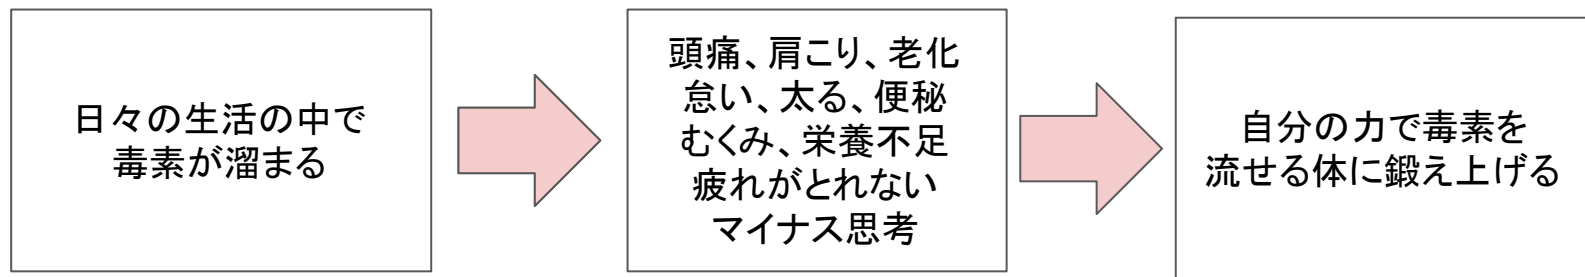 日々の生活の中で
毒素が溜まる
頭痛、肩こり、老化
怠い、太る、便秘
むくみ、栄養不足
疲れがとれない
マイナス思考
自分の力で毒素を
流せる体に鍛え上げる